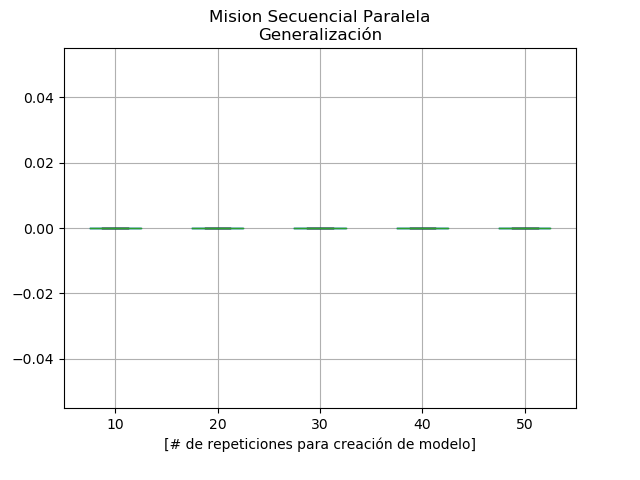 Mision Secuencial Paralela
Generalización
0.04
0.02
0.00
−0.02
−0.04
10 20 30 40 50
[# de repeticiones para creación de modelo]